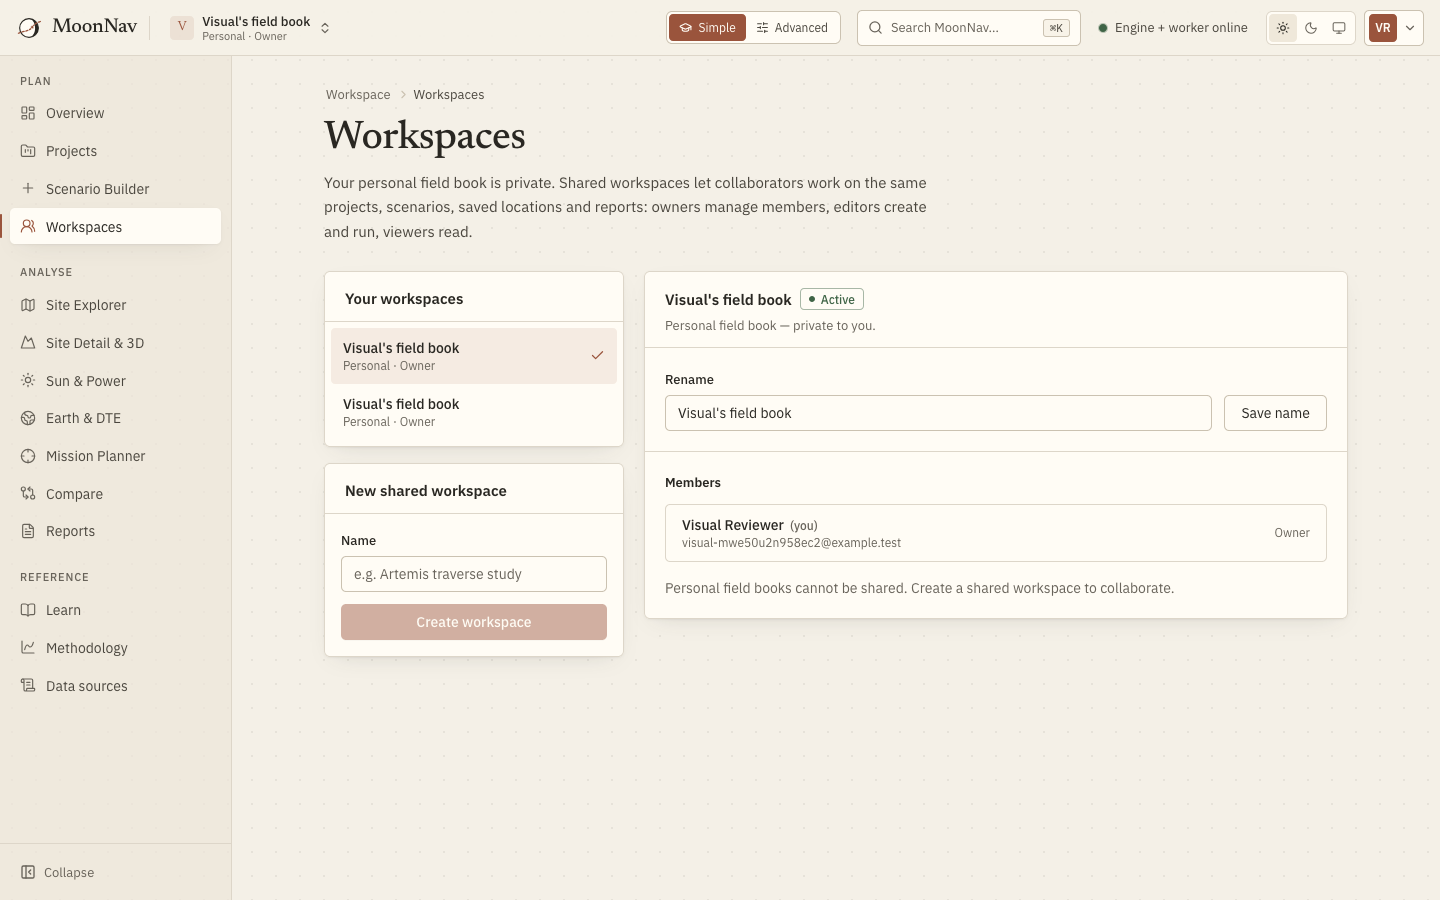 MoonNav
V
Visual's field book
Personal · Owner
Simple
Advanced
Search MoonNav...
⌘K
Engine + worker online
VR
PLAN
Overview
Projects
Scenario Builder
Workspaces
ANALYSE
Site Explorer
Site Detail & 3D
Sun & Power
Earth & DTE
Mission Planner
Compare
Reports
REFERENCE
Learn
Methodology
Data sources
Collapse
Workspace
Workspaces
Workspaces
Your personal field book is private. Shared workspaces let collaborators work on the same
projects, scenarios, saved locations and reports: owners manage members, editors create
and run, viewers read.
Your workspaces
Visual's field book
Personal · Owner
Visual's field book
Personal · Owner
New shared workspace
Name
e.g. Artemis traverse study
Create workspace
Visual's field book
Active
Personal field book — private to you.
Rename
Visual's field book
Save name
Members
Visual Reviewer (you)
visual-mwe50u2n958ec2@example.test
Owner
Personal field books cannot be shared. Create a shared workspace to collaborate.